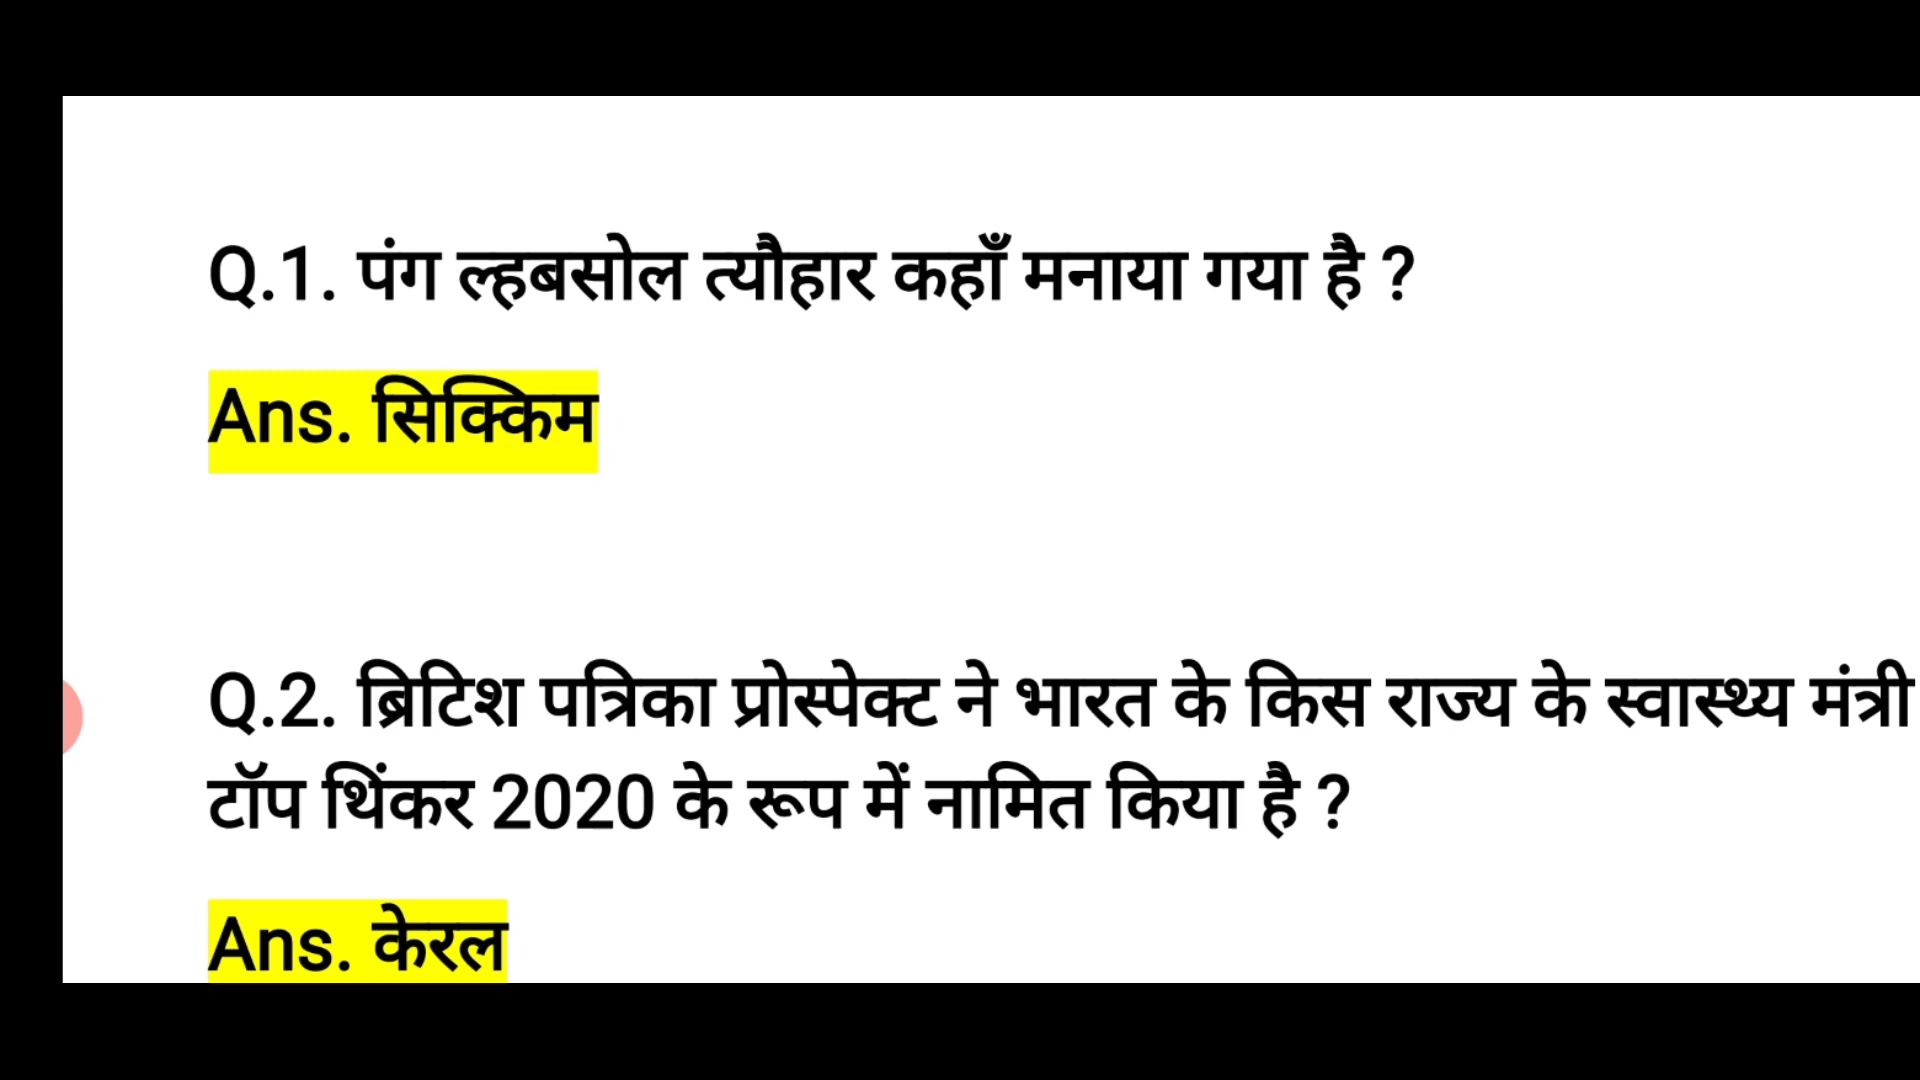 Q.1. पंग ल्हबसोल त्यौहार कहाँ मनाया गया है ?
Ans. सिक्किम
Q.2. ब्रिटिश पत्रिका प्रोस्पेक्ट ने भारत के किस राज्य के स्वास्थ्य मंत्री
टॉप थिंकर 2020 के रूप में नामित किया है ?
Ans. केरल